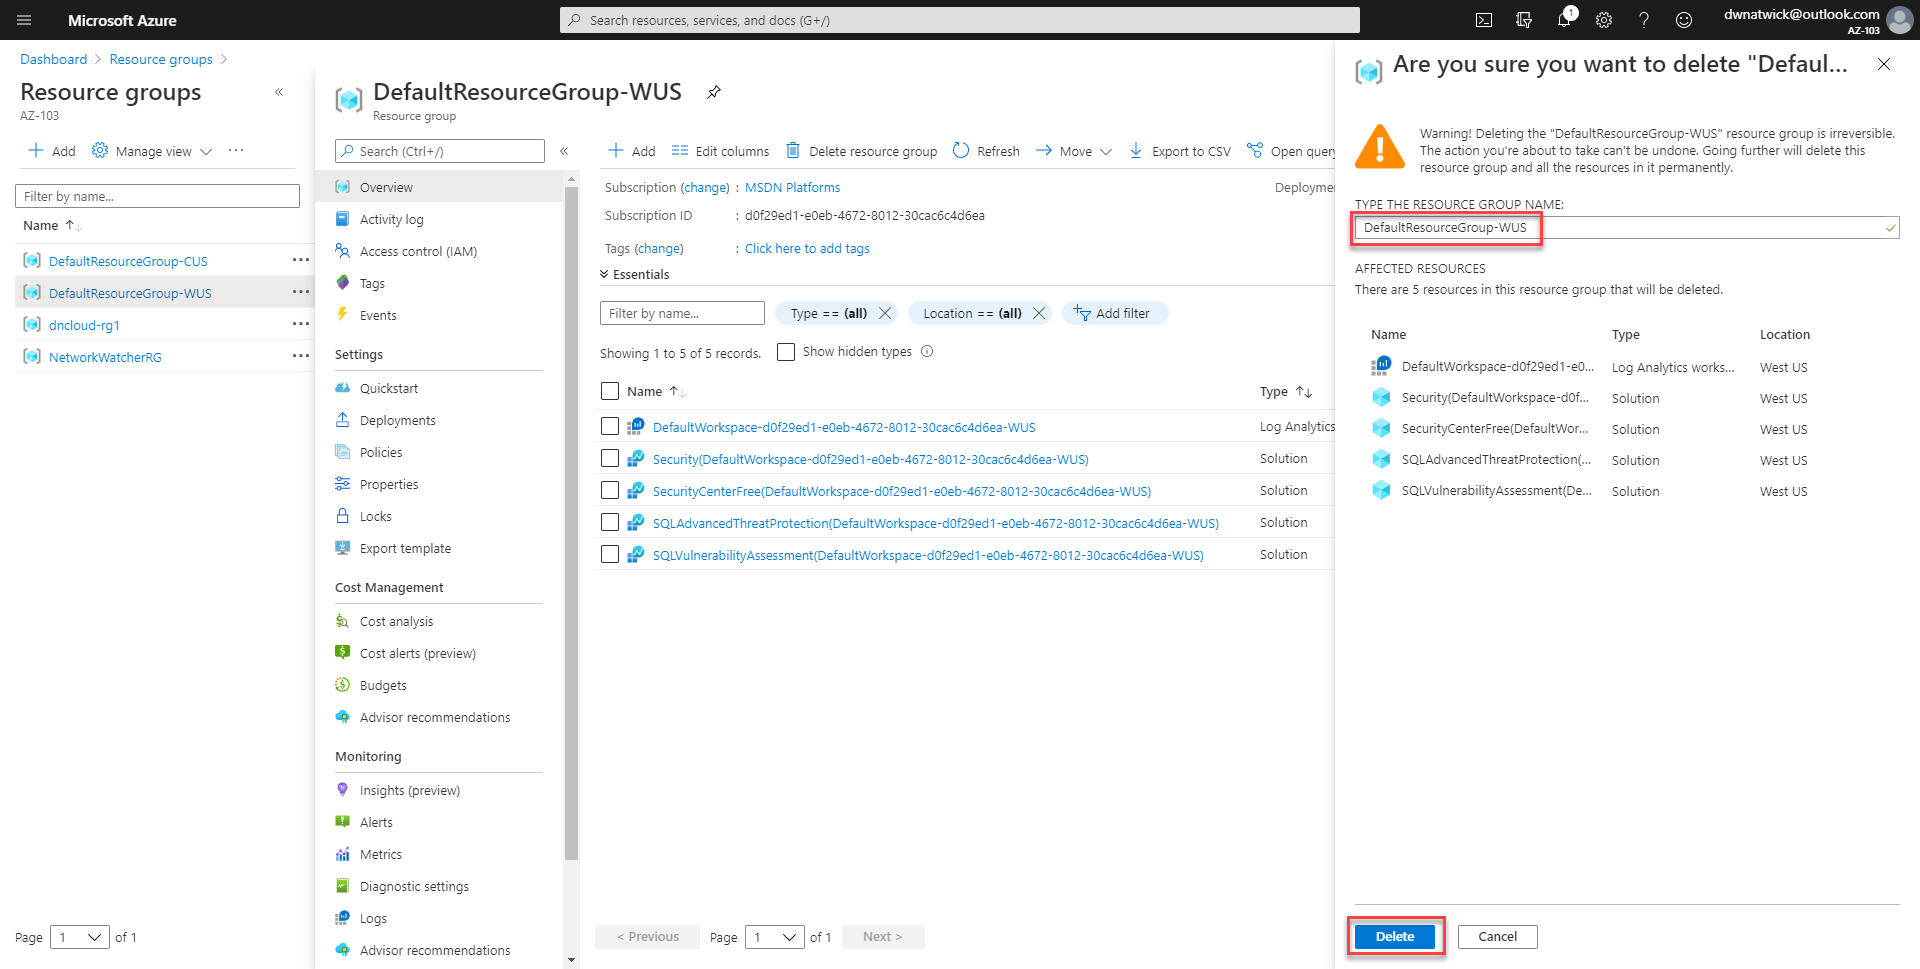 Microsoft Azure
Search resources, services, and docs (G+/)
1
dwnatwick@outlook.com
AZ-103
Dashboard > Resource groups >
Resource groups
AZ-103
Add
Manage view
Filter by name...
Name
DefaultResourceGroup-CUS
DefaultResourceGroup-WUS
dncloud-rg1
NetworkWatcherRG
Page 1 of 1
DefaultResourceGroup-WUS
Resource group
Search (Ctrl+/)
Overview
Activity log
Access control (IAM)
Tags
Events
Settings
Quickstart
Deployments
Policies
Properties
Locks
Export template
Cost Management
Cost analysis
Cost alerts (preview)
Budgets
Advisor recommendations
Monitoring
Insights (preview)
Alerts
Metrics
Diagnostic settings
Logs
Advisor recommendations
Add
Edit columns
Delete resource group
Refresh
Move
Export to CSV
Open query
Subscription (change) : MSDN Platforms
Deployme
Subscription ID : d0f29ed1-e0eb-4672-8012-30cac6c4d6ea
Tags (change) : Click here to add tags
Essentials
Filter by name...
Type == (all)
Location == (all)
Add filter
Showing 1 to 5 of 5 records.
Show hidden types
Name Type
DefaultWorkspace-d0f29ed1-e0eb-4672-8012-30cac6c4d6ea-WUS Log Analytics
Security(DefaultWorkspace-d0f29ed1-e0eb-4672-8012-30cac6c4d6ea-WUS) Solution
SecurityCenterFree(DefaultWorkspace-d0f29ed1-e0eb-4672-8012-30cac6c4d6ea-WUS) Solution
SQLAdvancedThreatProtection(DefaultWorkspace-d0f29ed1-e0eb-4672-8012-30cac6c4d6ea-WUS) Solution
SQLVulnerabilityAssessment(DefaultWorkspace-d0f29ed1-e0eb-4672-8012-30cac6c4d6ea-WUS) Solution
< Previous Page 1 of 1 Next >
Are you sure you want to delete "Defaul...
Warning! Deleting the "DefaultResourceGroup-WUS" resource group is irreversible.
The action you're about to take can't be undone. Going further will delete this
resource group and all the resources in it permanently.
TYPE THE RESOURCE GROUP NAME:
DefaultResourceGroup-WUS
AFFECTED RESOURCES
There are 5 resources in this resource group that will be deleted.
Name Type Location
DefaultWorkspace-d0f29ed1-e0... Log Analytics works... West US
Security(DefaultWorkspace-d0f... Solution West US
SecurityCenterFree(DefaultWor... Solution West US
SQLAdvancedThreatProtection(... Solution West US
SQLVulnerabilityAssessment(De... Solution West US
Delete
Cancel